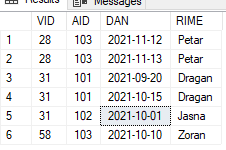 Results Messages
VID AID DAN RIME
1 28 103 2021-11-12 Petar
2 28 103 2021-11-13 Petar
3 31 101 2021-09-20 Dragan
4 31 101 2021-10-15 Dragan
5 31 102 2021-10-01 Jasna
6 58 103 2021-10-10 Zoran